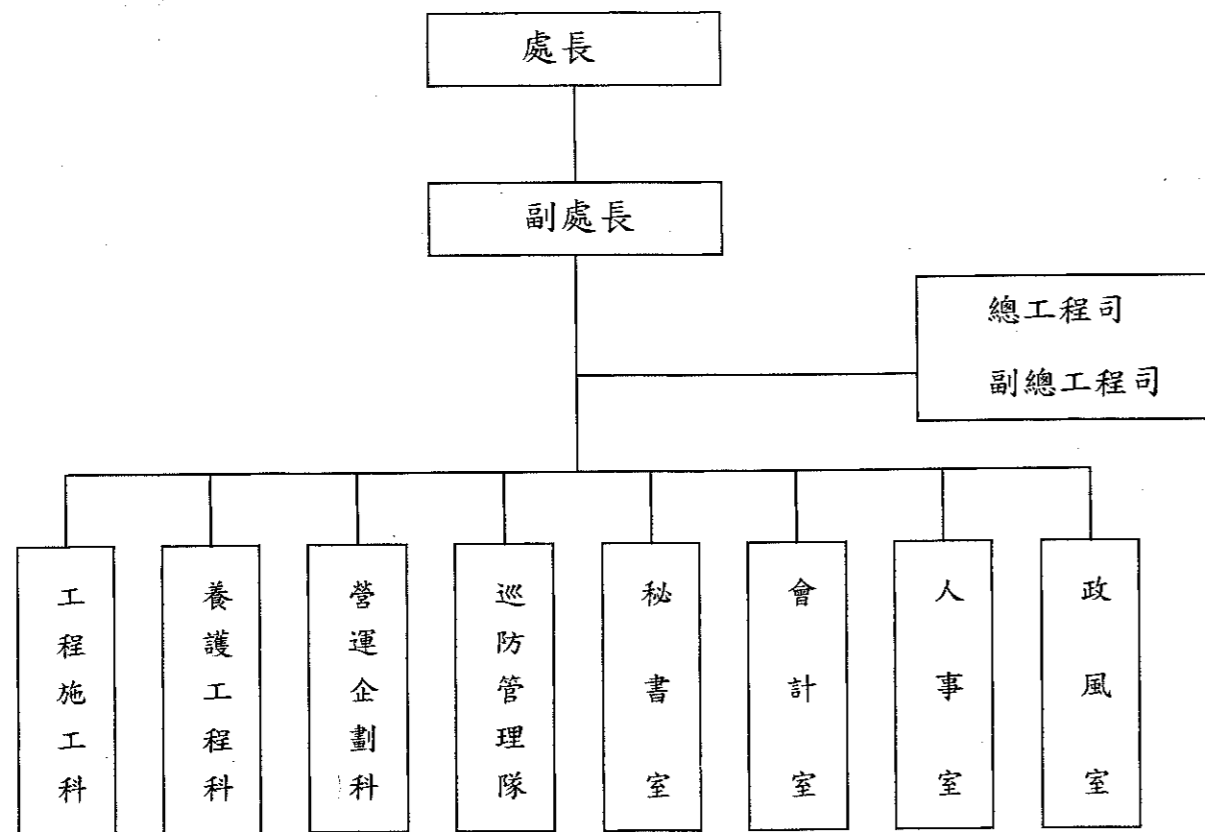 處長
副處長
總工程司
副總工程司
工程施工科
養護工程科
營運企劃科
巡防管理隊
秘書室
會計室
人事室
政風室